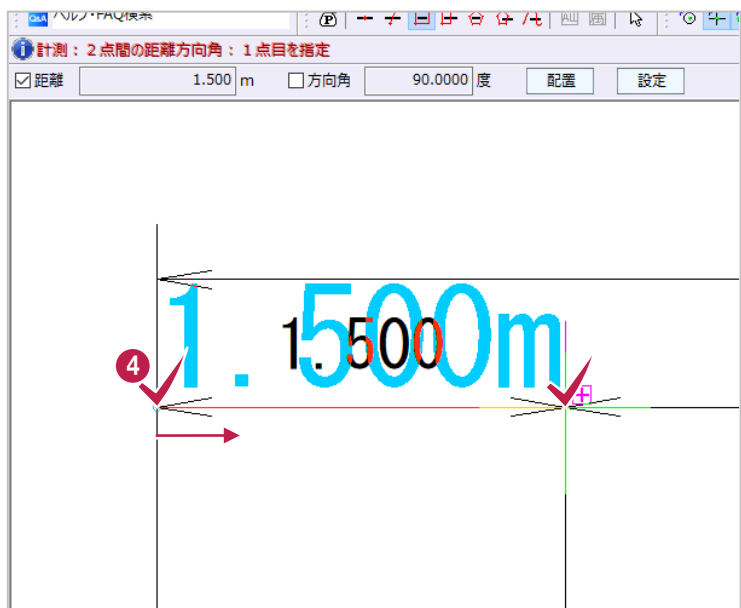 Q&A ヘルプ・FAQ検索 P ALL 画
計測： 2点間の距離方向角： 1点目を指定
距離 1.500 m 方向角 90.0000 度 配置 設定
1.500m
1.500
4